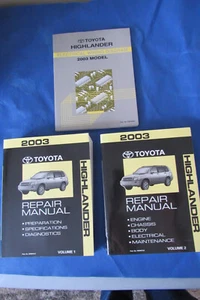 TOYOTA
HIGHLANDER
2003 MODEL
2003
TOYOTA
HIGHLANDER
REPAIR
MANUAL
• PREPARATION
• SPECIFICATIONS
• DIAGNOSTICS
VOLUME 1
2003
TOYOTA
HIGHLANDER
REPAIR
MANUAL
• ENGINE
• CHASSIS
• BODY
• ELECTRICAL
• MAINTENANCE
VOLUME 2